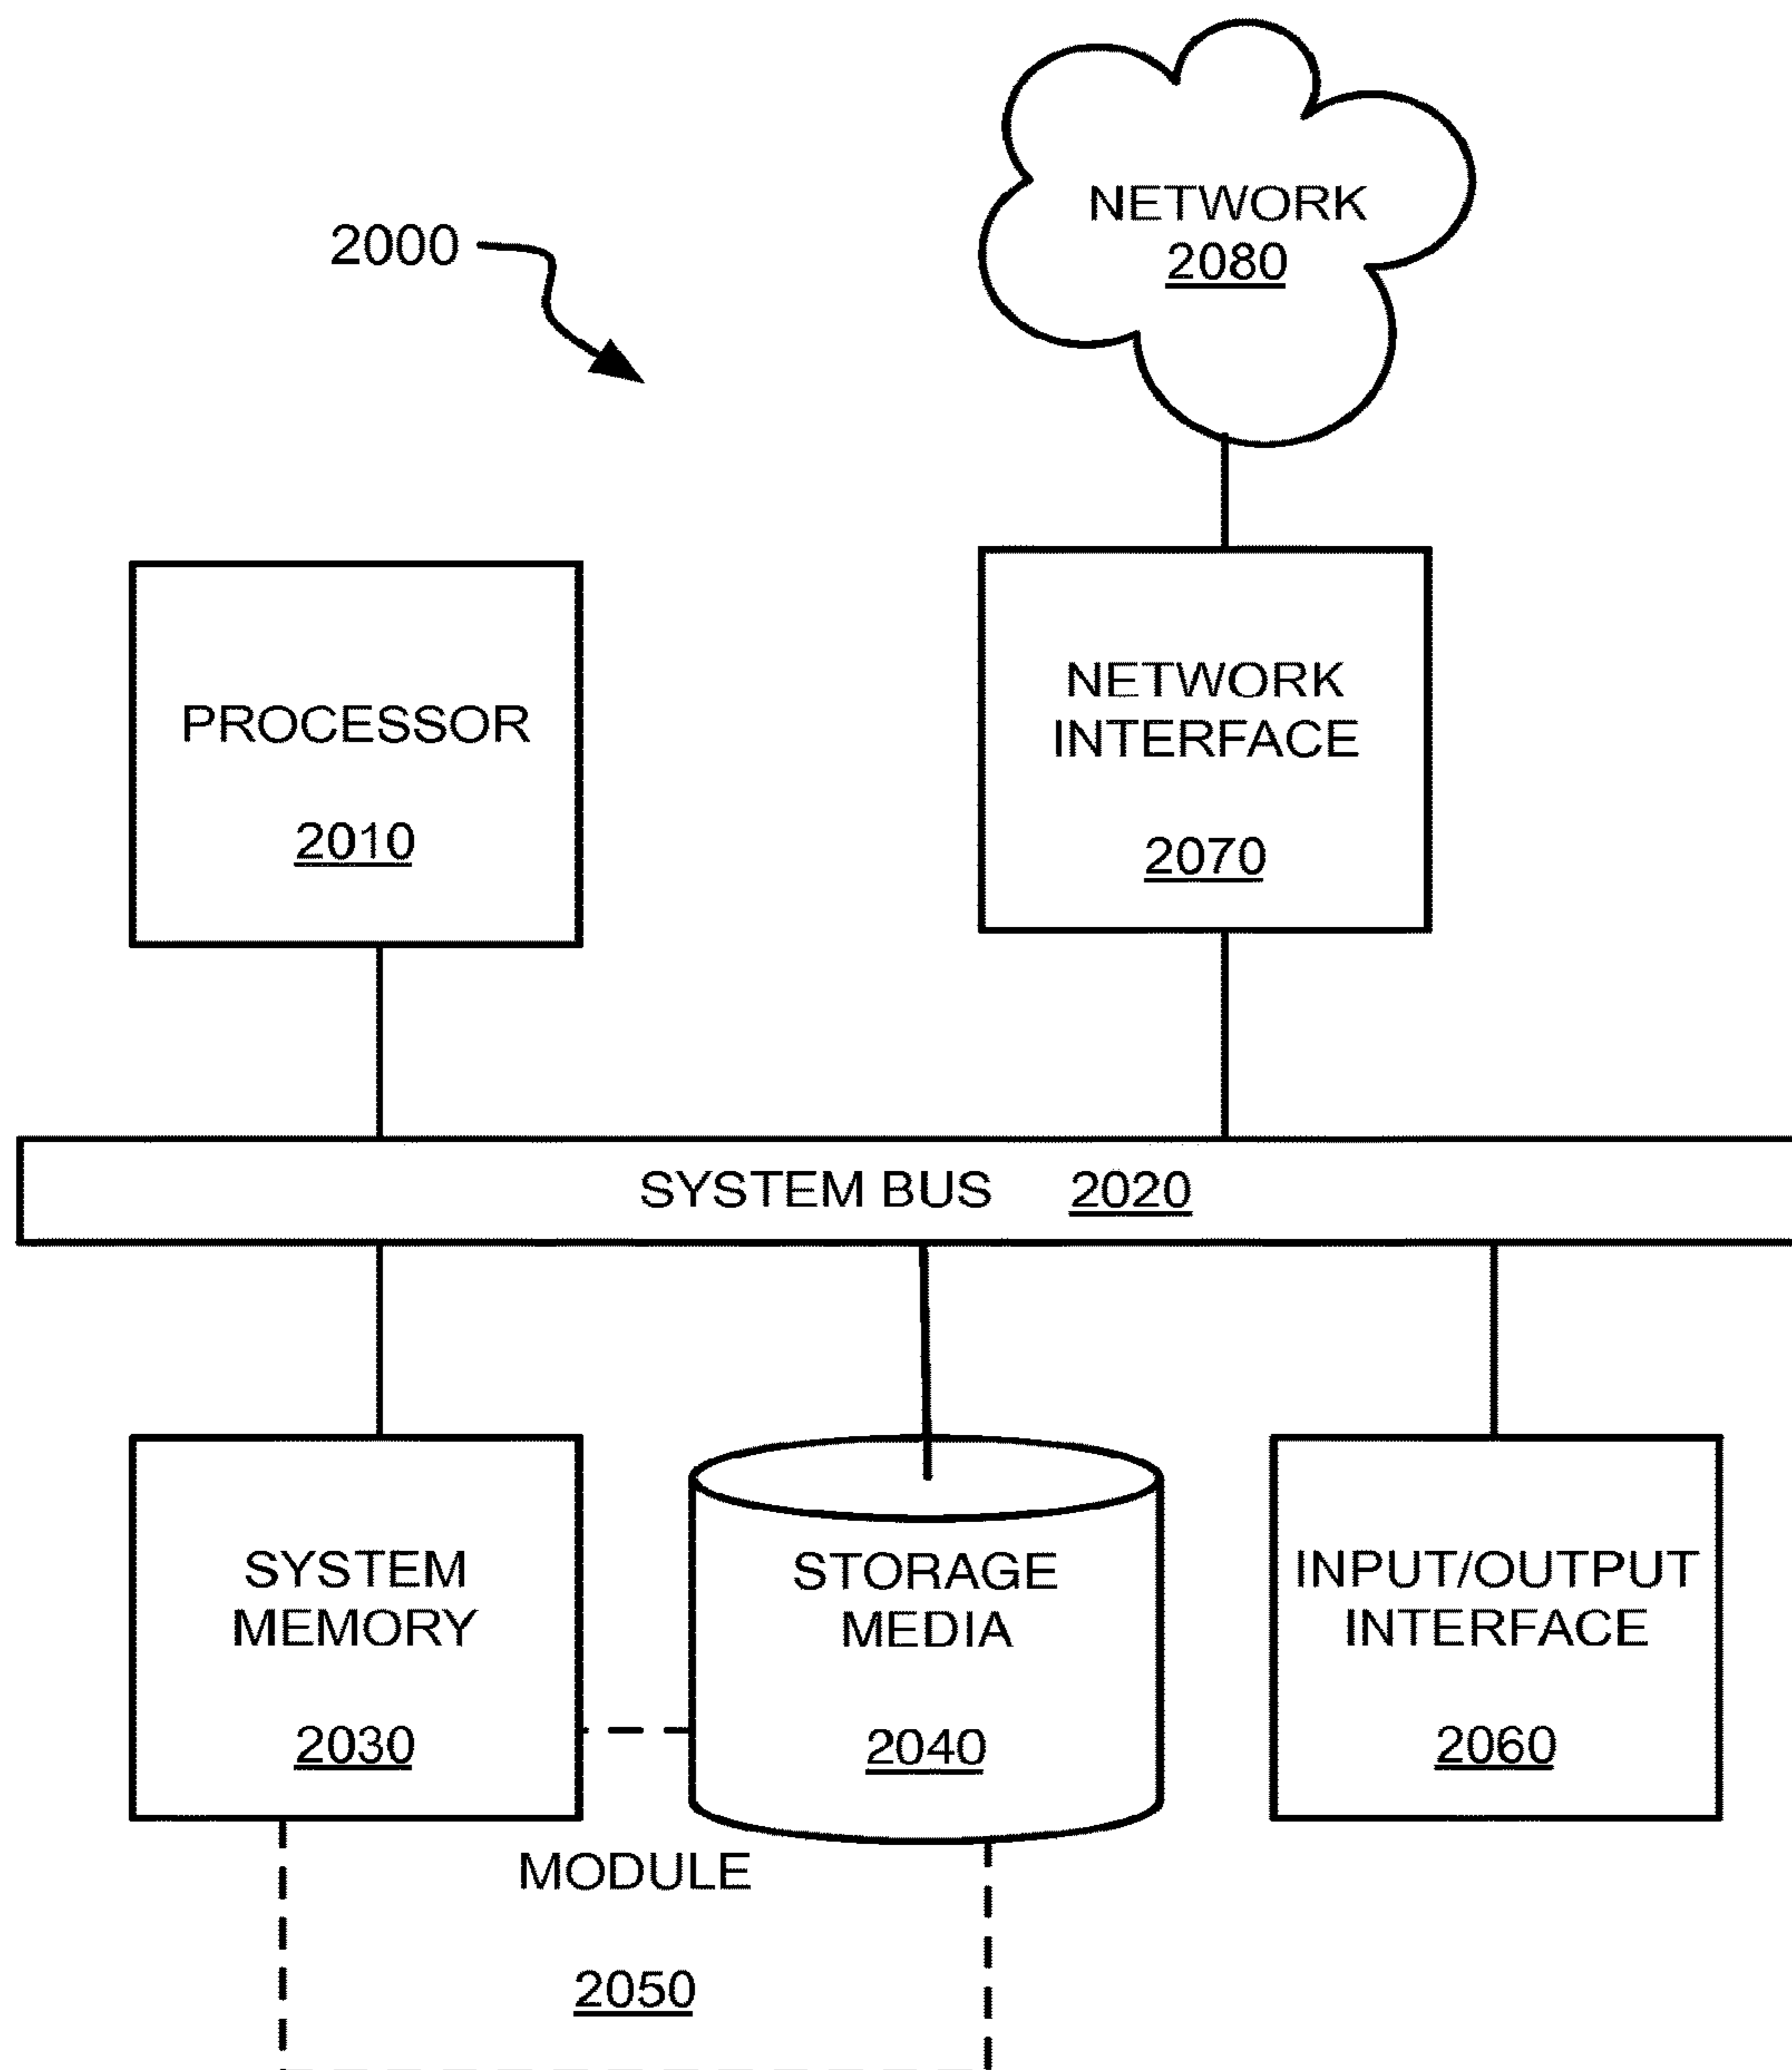 NETWORK
2080
2000
PROCESSOR
2010
NETWORK
INTERFACE
2070
SYSTEM BUS 2020
SYSTEM
MEMORY
2030
STORAGE
MEDIA
2040
INPUT/OUTPUT
INTERFACE
2060
MODULE
2050